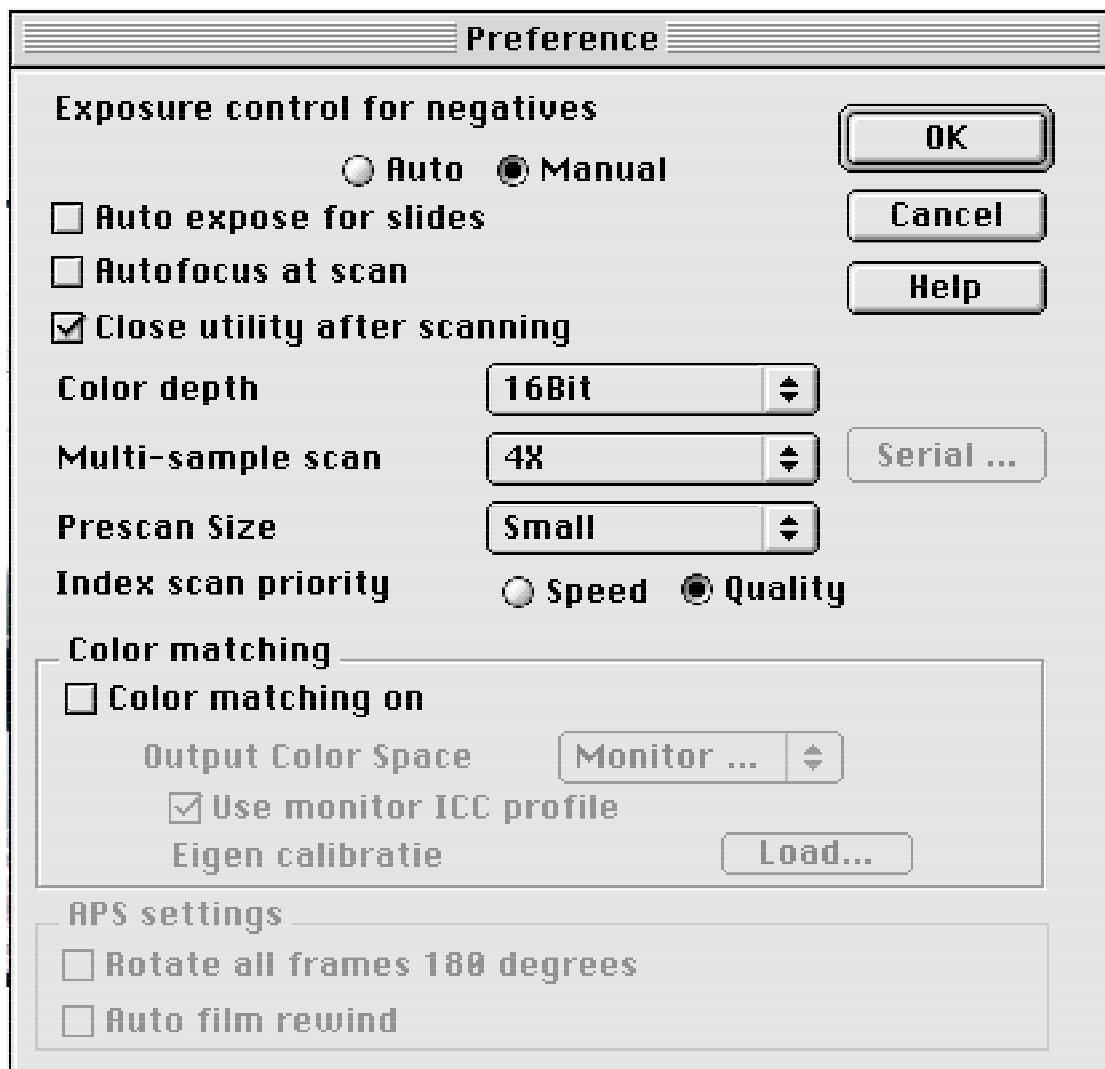 Preference
Exposure control for negatives
Auto Manual
OK
Auto expose for slides
Cancel
Autofocus at scan
Help
Close utility after scanning
Color depth 16Bit
Multi-sample scan 4X Serial ...
Prescan Size Small
Index scan priority Speed Quality
Color matching
Color matching on
Output Color Space Monitor ...
Use monitor ICC profile
Eigen calibratie Load...
APS settings
Rotate all frames 180 degrees
Auto film rewind